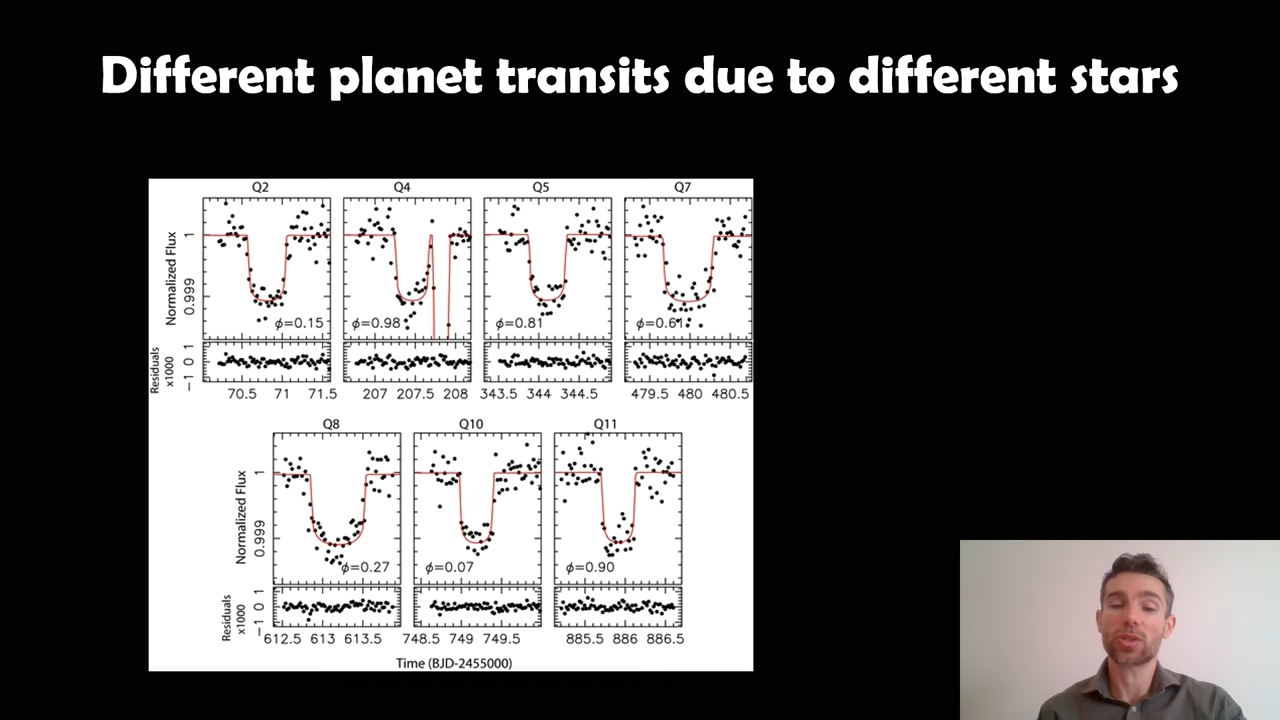 Different planet transits due to different stars
Q2 Q4 Q5 Q7
Normalized Flux
1
0.999
ϕ=0.15 ϕ=0.98 ϕ=0.81 ϕ=0.61
Residuals
x1000
1
0
−1
70.5 71 71.5 207 207.5 208 343.5 344 344.5 479.5 480 480.5
Q8 Q10 Q11
Normalized Flux
1
0.999
ϕ=0.27 ϕ=0.07 ϕ=0.90
Residuals
x1000
1
0
−1
612.5 613 613.5 748.5 749 749.5 885.5 886 886.5
Time (BJD-2455000)